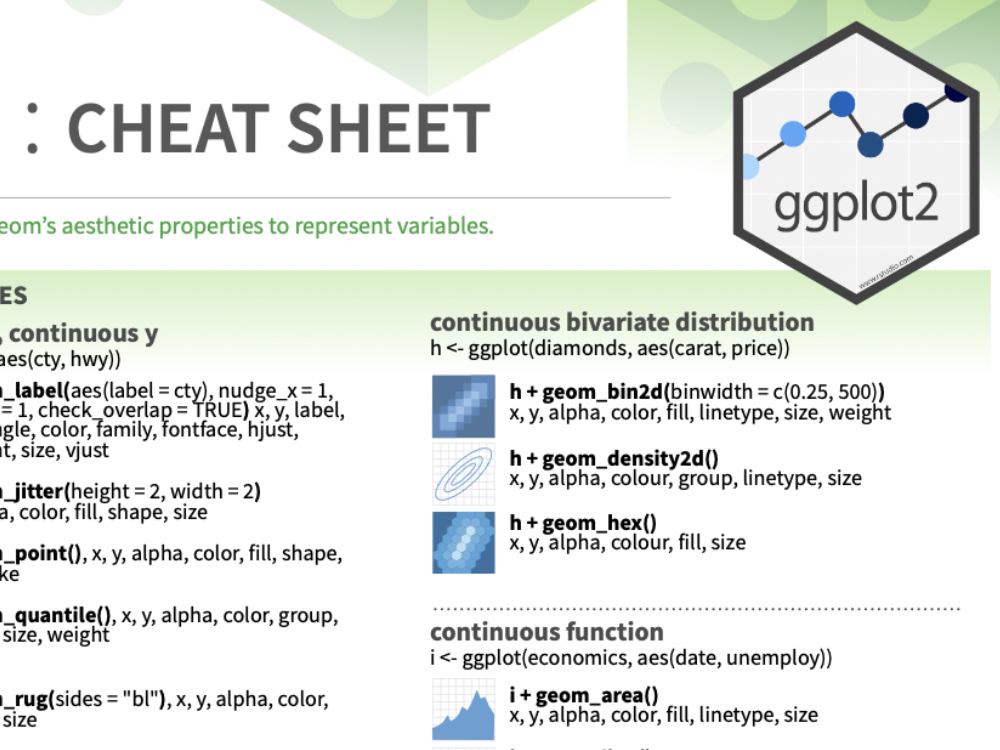 : CHEAT SHEET
ggplot2
www.rstudio.com
eom’s aesthetic properties to represent variables.
ES
, continuous y
aes(cty, hwy))
_label(aes(label = cty), nudge_x = 1,
= 1, check_overlap = TRUE) x, y, label,
gle, color, family, fontface, hjust,
t, size, vjust
_jitter(height = 2, width = 2)
a, color, fill, shape, size
_point(), x, y, alpha, color, fill, shape,
ke
_quantile(), x, y, alpha, color, group,
size, weight
_rug(sides = "bl"), x, y, alpha, color,
size
continuous bivariate distribution
h <- ggplot(diamonds, aes(carat, price))
h + geom_bin2d(binwidth = c(0.25, 500))
x, y, alpha, color, fill, linetype, size, weight
h + geom_density2d()
x, y, alpha, colour, group, linetype, size
h + geom_hex()
x, y, alpha, colour, fill, size
continuous function
i <- ggplot(economics, aes(date, unemploy))
i + geom_area()
x, y, alpha, color, fill, linetype, size